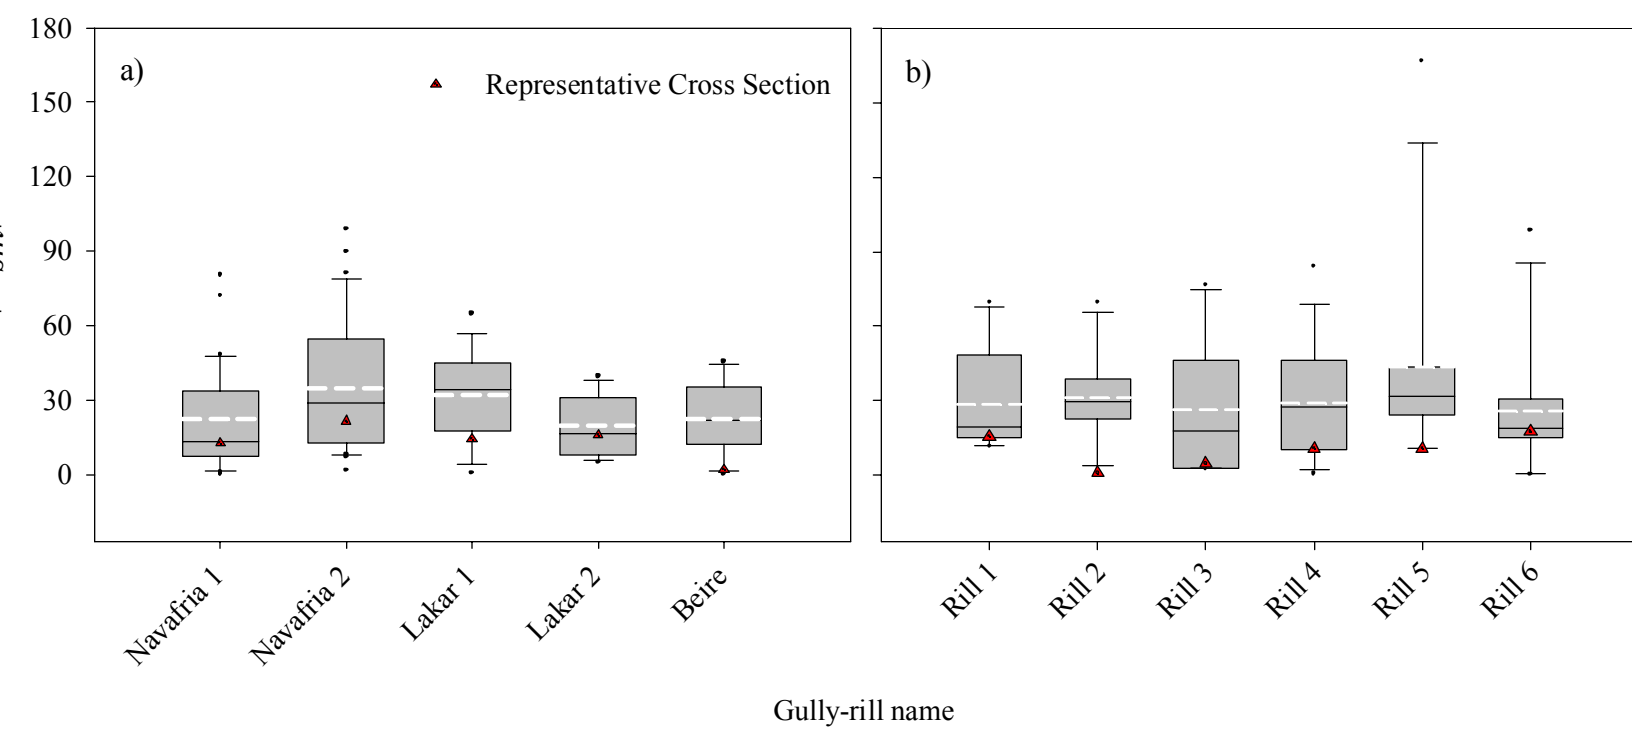 180
150
120
90
60
30
0
a)
Representative Cross Section
b)
Navafria 1
Navafria 2
Lakar 1
Lakar 2
Beire
Rill 1
Rill 2
Rill 3
Rill 4
Rill 5
Rill 6
Gully-rill name